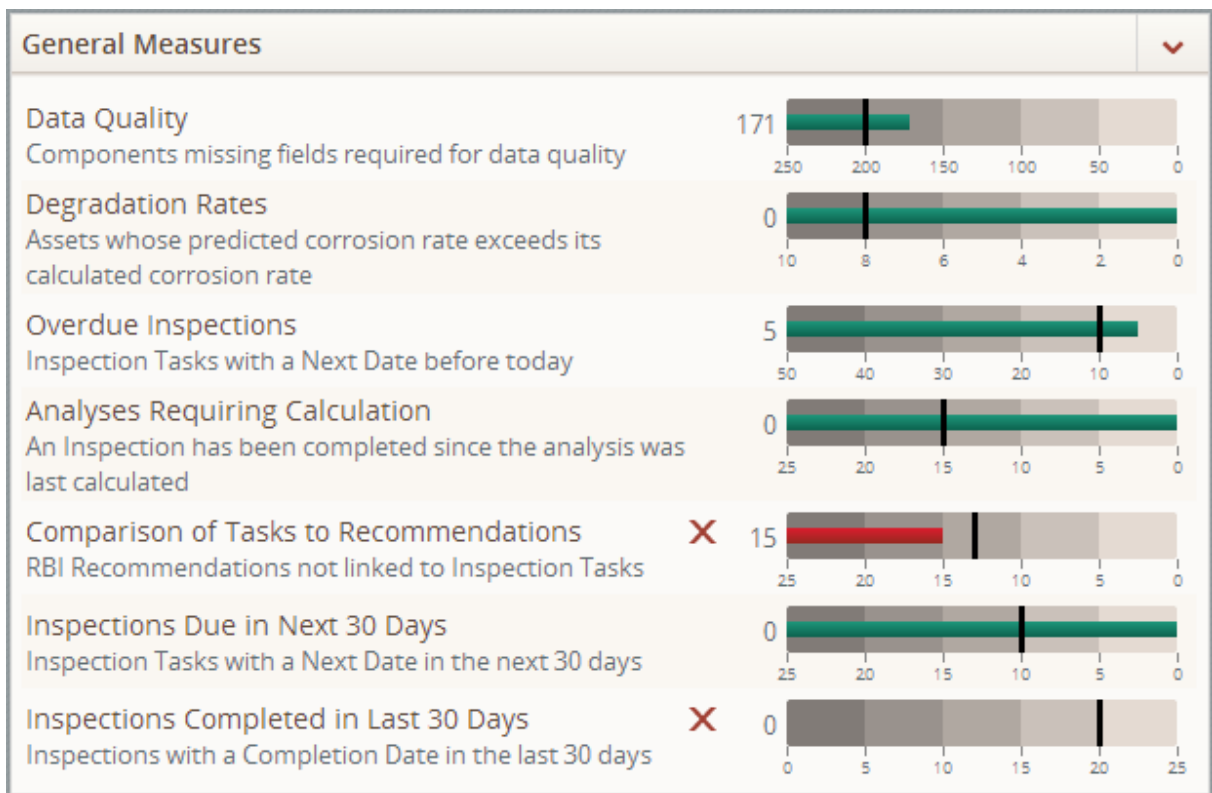 General Measures
Data Quality
Components missing fields required for data quality
171
250 200 150 100 50 0
Degradation Rates
Assets whose predicted corrosion rate exceeds its
calculated corrosion rate
0
10 8 6 4 2 0
Overdue Inspections
Inspection Tasks with a Next Date before today
5
50 40 30 20 10 0
Analyses Requiring Calculation
An Inspection has been completed since the analysis was
last calculated
0
25 20 15 10 5 0
Comparison of Tasks to Recommendations
RBI Recommendations not linked to Inspection Tasks
15
25 20 15 10 5 0
Inspections Due in Next 30 Days
Inspection Tasks with a Next Date in the next 30 days
0
25 20 15 10 5 0
Inspections Completed in Last 30 Days
Inspections with a Completion Date in the last 30 days
0
0 5 10 15 20 25